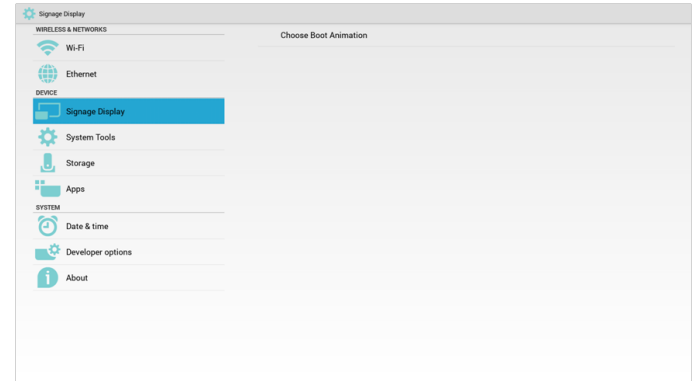 Signage Display
WIRELESS & NETWORKS
Wi-Fi
Ethernet
DEVICE
Signage Display
System Tools
Storage
Apps
SYSTEM
Date & time
Developer options
About
Choose Boot Animation